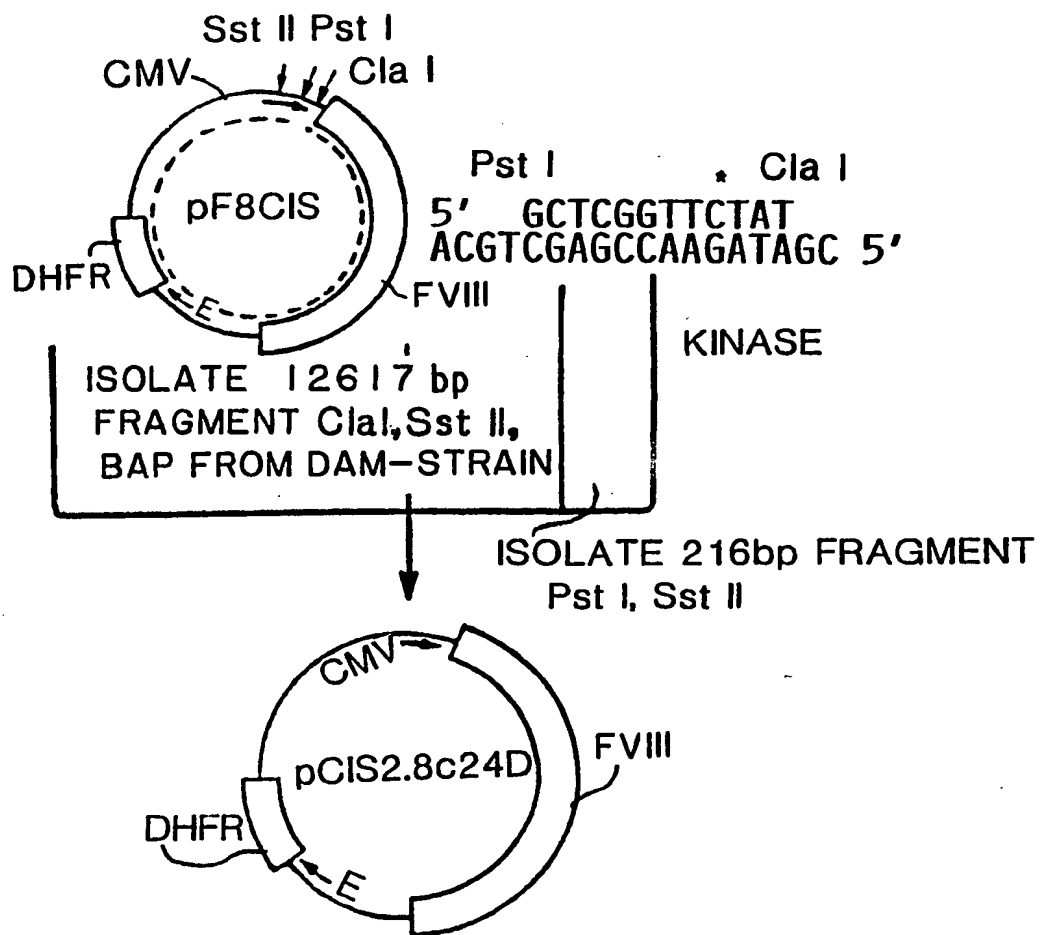 Sst II Pst I
CMV
Cla I
pF8CIS
DHFR
E
FVIII
Pst I
* Cla I
5' GCTCGGTTCTAT
ACGTCGAGCCAAGATAGC 5'
KINASE
ISOLATE 12617 bp
FRAGMENT ClaI, Sst II,
BAP FROM DAM-STRAIN
ISOLATE 216bp FRAGMENT
Pst I, Sst II
CMV
pCIS2.8c24D
FVIII
DHFR
E